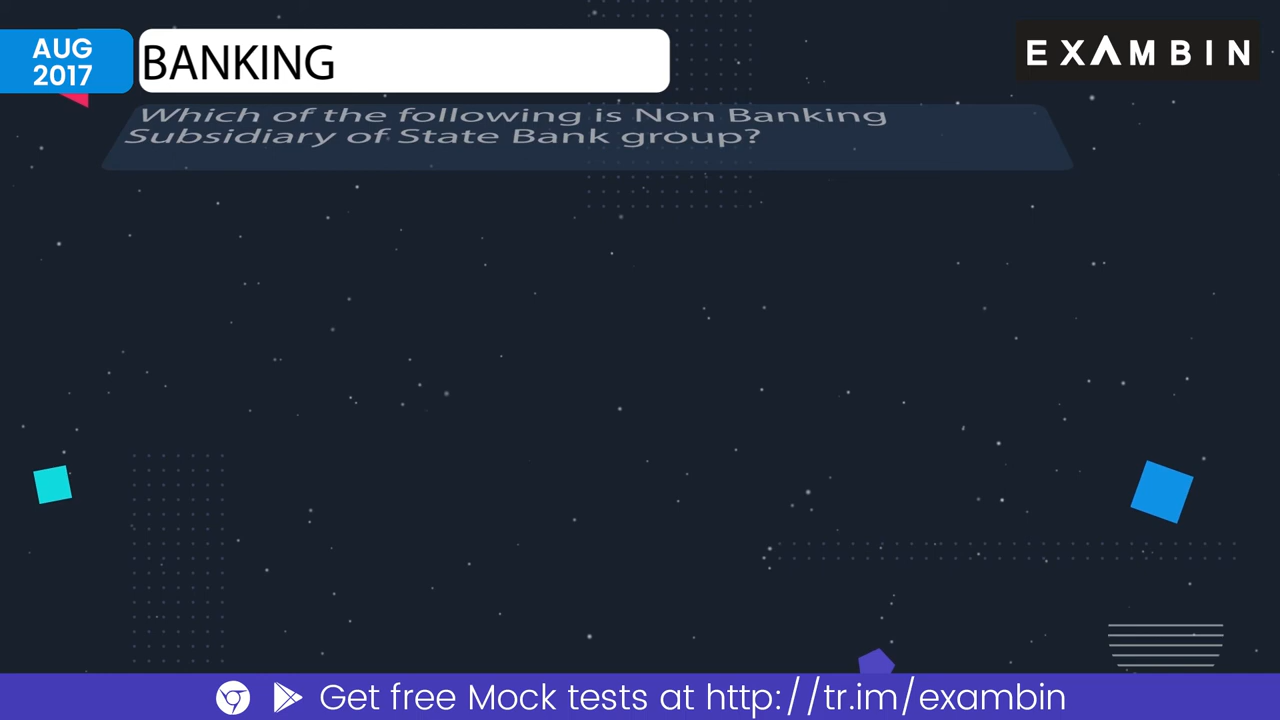 AUG
2017
BANKING
EXAMBIN
Which of the following is Non Banking
Subsidiary of State Bank group?
Get free Mock tests at http://tr.im/exambin